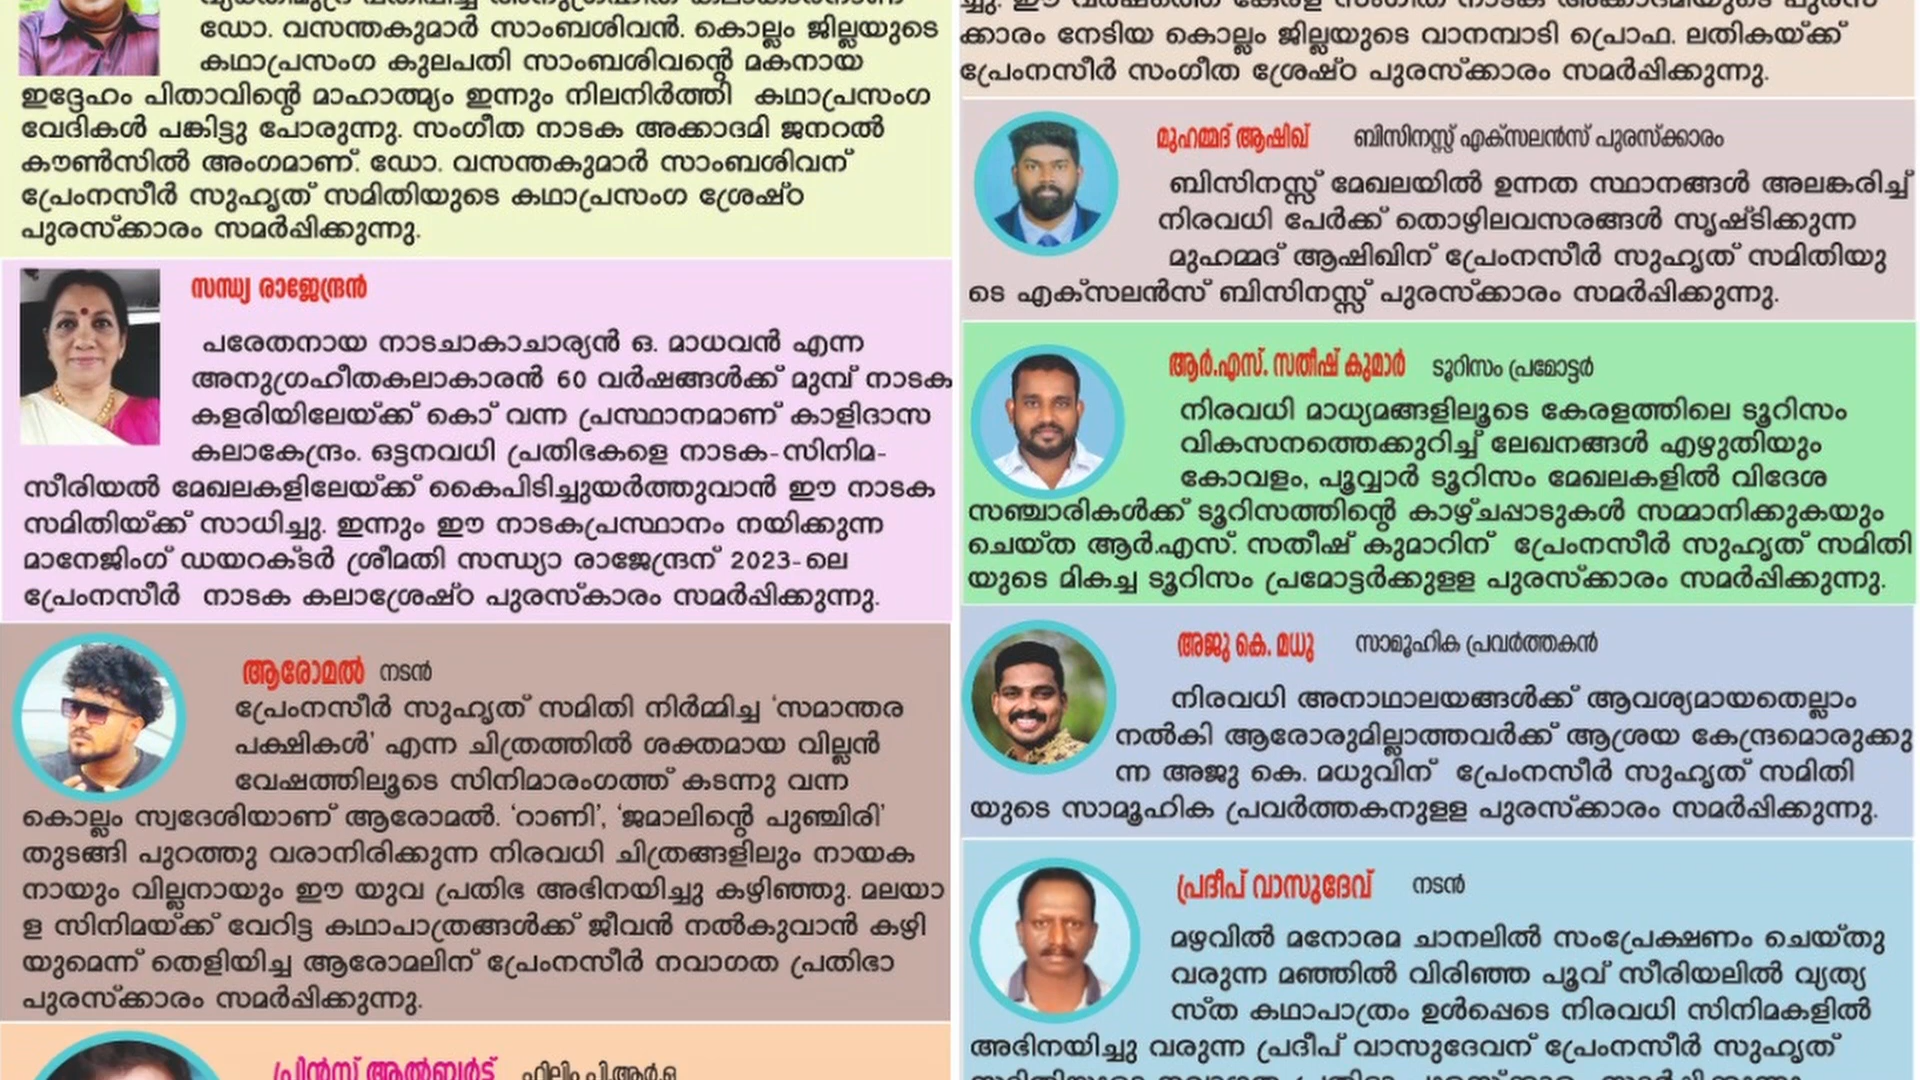 ഡോ. വസന്തകുമാർ സാംബശിവൻ. കൊല്ലം ജില്ലയുടെ
കഥാപ്രസംഗ കുലപതി സാംബശിവന്റെ മകനായ
ഇദ്ദേഹം പിതാവിന്റെ മാഹാത്മ്യം ഇന്നും നിലനിർത്തി കഥാപ്രസംഗ
വേദികൾ പങ്കിട്ടു പോരുന്നു. സംഗീത നാടക അക്കാദമി ജനറൽ
കൗൺസിൽ അംഗമാണ്. ഡോ. വസന്തകുമാർ സാംബശിവന്
പ്രേംനസീർ സുഹൃത് സമിതിയുടെ കഥാപ്രസംഗ ശ്രേഷ്ഠ
പുരസ്ക്കാരം സമർപ്പിക്കുന്നു.
സന്ധ്യ രാജേന്ദ്രൻ
പരേതനായ നാടചാകാചാര്യൻ ഒ. മാധവൻ എന്ന
അനുഗ്രഹീതകലാകാരൻ 60 വർഷങ്ങൾക്ക് മുമ്പ് നാടക
കളരിയിലേയ്ക്ക് കൊ് വന്ന പ്രസ്ഥാനമാണ് കാളിദാസ
കലാകേന്ദ്രം. ഒട്ടനവധി പ്രതിഭകളെ നാടക-സിനിമ-
സീരിയൽ മേഖലകളിലേയ്ക്ക് കൈപിടിച്ചുയർത്തുവാൻ ഈ നാടക
സമിതിയ്ക്ക് സാധിച്ചു. ഇന്നും ഈ നാടകപ്രസ്ഥാനം നയിക്കുന്ന
മാനേജിംഗ് ഡയറക്ടർ ശ്രീമതി സന്ധ്യാ രാജേന്ദ്രന് 2023-ലെ
പ്രേംനസീർ നാടക കലാശ്രേഷ്ഠ പുരസ്കാരം സമർപ്പിക്കുന്നു.
ആരോമൽ നടൻ
പ്രേംനസീർ സുഹൃത് സമിതി നിർമ്മിച്ച 'സമാന്തര
പക്ഷികൾ' എന്ന ചിത്രത്തിൽ ശക്തമായ വില്ലൻ
വേഷത്തിലൂടെ സിനിമാരംഗത്ത് കടന്നു വന്ന
കൊല്ലം സ്വദേശിയാണ് ആരോമൽ. 'റാണി', 'ജമാലിന്റെ പുഞ്ചിരി'
തുടങ്ങി പുറത്തു വരാനിരിക്കുന്ന നിരവധി ചിത്രങ്ങളിലും നായക
നായും വില്ലനായും ഈ യുവ പ്രതിഭ അഭിനയിച്ചു കഴിഞ്ഞു. മലയാ
ള സിനിമയ്ക്ക് വേറിട്ട കഥാപാത്രങ്ങൾക്ക് ജീവൻ നൽകുവാൻ കഴി
യുമെന്ന് തെളിയിച്ച ആരോമലിന് പ്രേംനസീർ നവാഗത പ്രതിഭാ
പുരസ്ക്കാരം സമർപ്പിക്കുന്നു.
പ്രിൻസ് ആൽബർട്ട് ഫിലിം പി.ആർ.ഒ
ച്ചു. ഈ വർഷത്തെ കേരള സംഗീത നാടക അക്കാദമിയുടെ പുരസ്
ക്കാരം നേടിയ കൊല്ലം ജില്ലയുടെ വാനമ്പാടി പ്രൊഫ. ലതികയ്ക്ക്
പ്രേംനസീർ സംഗീത ശ്രേഷ്ഠ പുരസ്ക്കാരം സമർപ്പിക്കുന്നു.
മുഹമ്മദ് ആഷിഖ് ബിസിനസ്സ് എക്സലൻസ് പുരസ്ക്കാരം
ബിസിനസ്സ് മേഖലയിൽ ഉന്നത സ്ഥാനങ്ങൾ അലങ്കരിച്ച്
നിരവധി പേർക്ക് തൊഴിലവസരങ്ങൾ സൃഷ്ടിക്കുന്ന
മുഹമ്മദ് ആഷിഖിന് പ്രേംനസീർ സുഹൃത് സമിതിയു
ടെ എക്സലൻസ് ബിസിനസ്സ് പുരസ്ക്കാരം സമർപ്പിക്കുന്നു.
ആർ.എസ്. സതീഷ് കുമാർ ടൂറിസം പ്രമോട്ടർ
നിരവധി മാധ്യമങ്ങളിലൂടെ കേരളത്തിലെ ടൂറിസം
വികസനത്തെക്കുറിച്ച് ലേഖനങ്ങൾ എഴുതിയും
കോവളം, പൂവ്വാർ ടൂറിസം മേഖലകളിൽ വിദേശ
സഞ്ചാരികൾക്ക് ടൂറിസത്തിന്റെ കാഴ്ചപ്പാടുകൾ സമ്മാനിക്കുകയും
ചെയ്ത ആർ.എസ്. സതീഷ് കുമാറിന് പ്രേംനസീർ സുഹൃത് സമിതി
യുടെ മികച്ച ടൂറിസം പ്രമോട്ടർക്കുളള പുരസ്ക്കാരം സമർപ്പിക്കുന്നു.
അജു കെ. മധു സാമൂഹിക പ്രവർത്തകൻ
നിരവധി അനാഥാലയങ്ങൾക്ക് ആവശ്യമായതെല്ലാം
നൽകി ആരോരുമില്ലാത്തവർക്ക് ആശ്രയ കേന്ദ്രമൊരുക്കു
ന്ന അജു കെ. മധുവിന് പ്രേംനസീർ സുഹൃത് സമിതി
യുടെ സാമൂഹിക പ്രവർത്തകനുളള പുരസ്ക്കാരം സമർപ്പിക്കുന്നു.
പ്രദീപ് വാസുദേവ് നടൻ
മഴവിൽ മനോരമ ചാനലിൽ സംപ്രേക്ഷണം ചെയ്തു
വരുന്ന മഞ്ഞിൽ വിരിഞ്ഞ പൂവ് സീരിയലിൽ വ്യത്യ
സ്ത കഥാപാത്രം ഉൾപ്പെടെ നിരവധി സിനിമകളിൽ
അഭിനയിച്ചു വരുന്ന പ്രദീപ് വാസുദേവന് പ്രേംനസീർ സുഹൃത്